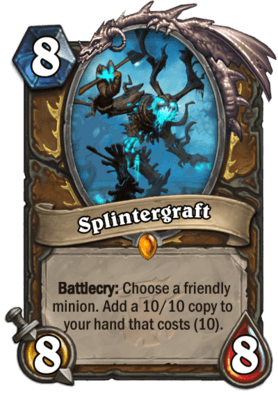 8
Splintergraft
Battlecry: Choose a friendly
minion. Add a 10/10 copy to
your hand that costs (10).
8 8